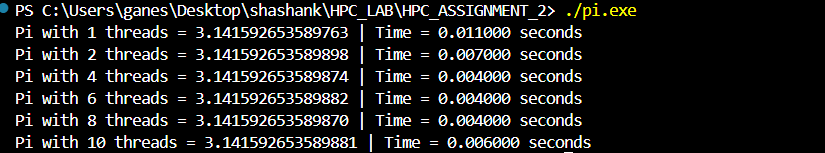 PS C:\Users\ganes\Desktop\shashank\HPC_LAB\HPC_ASSIGNMENT_2> ./pi.exe
Pi with 1 threads = 3.141592653589763 | Time = 0.011000 seconds
Pi with 2 threads = 3.141592653589898 | Time = 0.007000 seconds
Pi with 4 threads = 3.141592653589874 | Time = 0.004000 seconds
Pi with 6 threads = 3.141592653589882 | Time = 0.004000 seconds
Pi with 8 threads = 3.141592653589870 | Time = 0.004000 seconds
Pi with 10 threads = 3.141592653589881 | Time = 0.006000 seconds